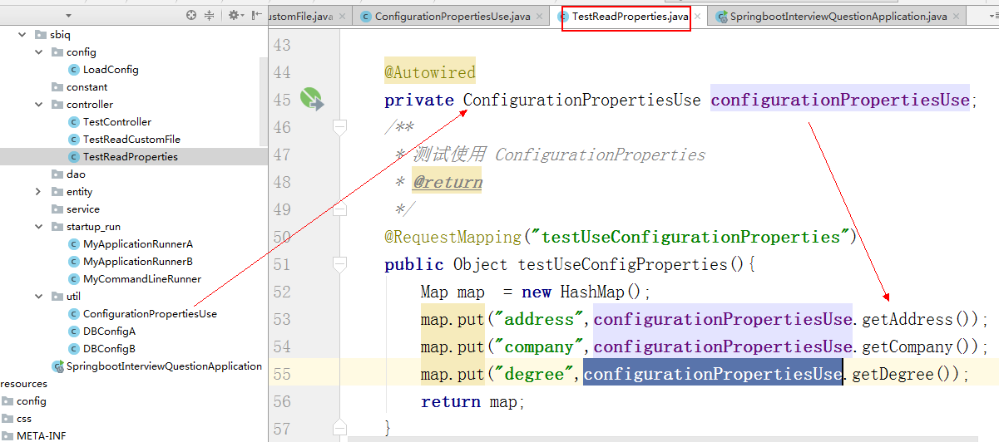 ustomFile.java
ConfigurationPropertiesUse.java
TestReadProperties.java
SpringbootInterviewQuestionApplication.java
sbiq
config
LoadConfig
constant
controller
TestController
TestReadCustomFile
TestReadProperties
dao
entity
service
startup_run
MyApplicationRunnerA
MyApplicationRunnerB
MyCommandLineRunner
util
ConfigurationPropertiesUse
DBConfigA
DBConfigB
SpringbootInterviewQuestionApplication
resources
config
css
META-INF
43
44 @Autowired
45 private ConfigurationPropertiesUse configurationPropertiesUse;
46 /**
47 * 测试使用 ConfigurationProperties
48 * @return
49 */
50 @RequestMapping("testUseConfigurationProperties")
51 public Object testUseConfigProperties(){
52 Map map = new HashMap();
53 map.put("address",configurationPropertiesUse.getAddress());
54 map.put("company",configurationPropertiesUse.getCompany());
55 map.put("degree",configurationPropertiesUse.getDegree());
56 return map;
57 }